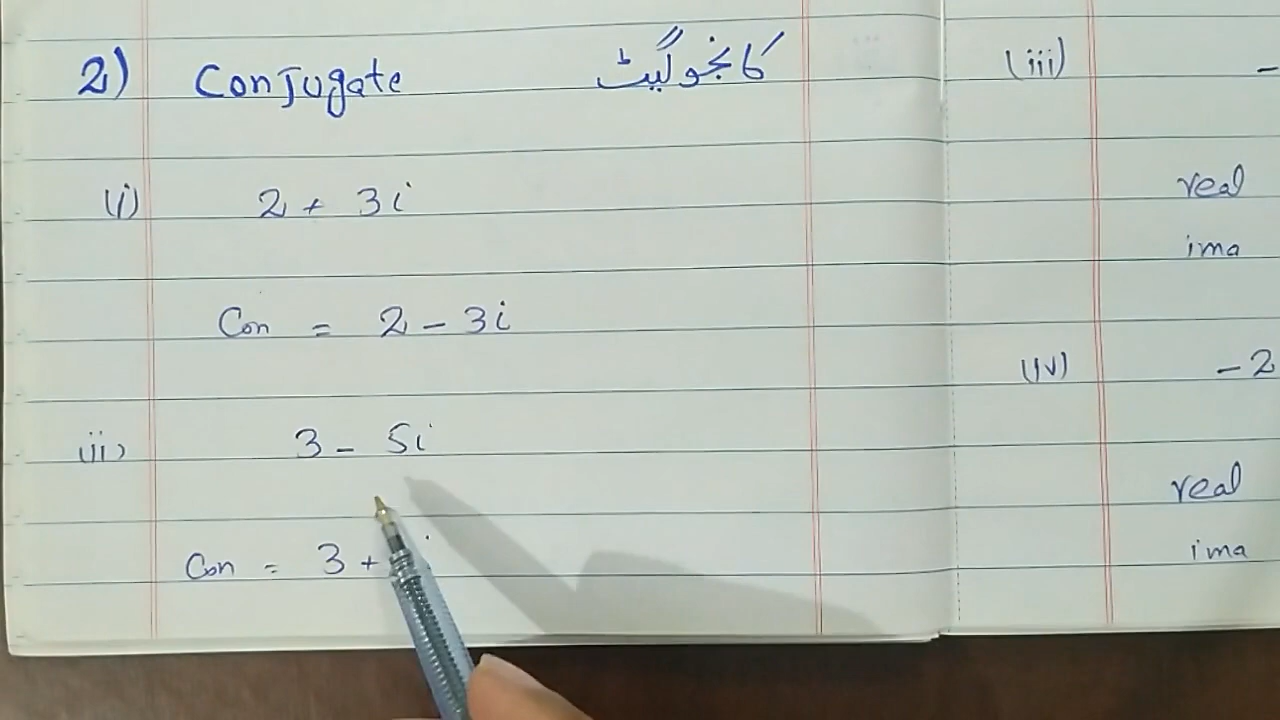 2) Conjugate کانجوگیٹ
(i) 2 + 3i
Con = 2 - 3i
(ii) 3 - 5i
Con = 3 +
(iii) -
real
ima
(iv) - 2
real
ima